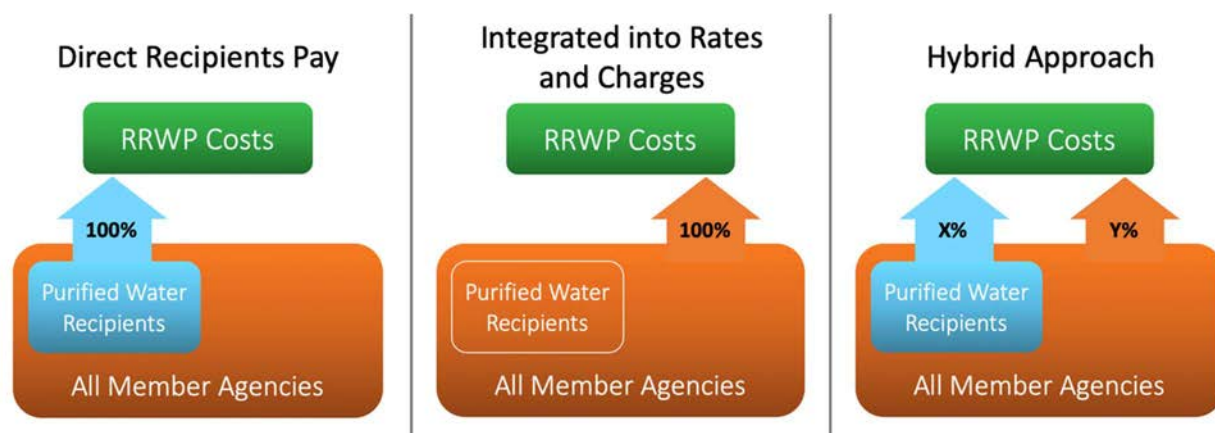 Direct Recipients Pay
RRWP Costs
100%
Purified Water
Recipients
All Member Agencies
Integrated into Rates
and Charges
RRWP Costs
100%
Purified Water
Recipients
All Member Agencies
Hybrid Approach
RRWP Costs
X%
Y%
Purified Water
Recipients
All Member Agencies